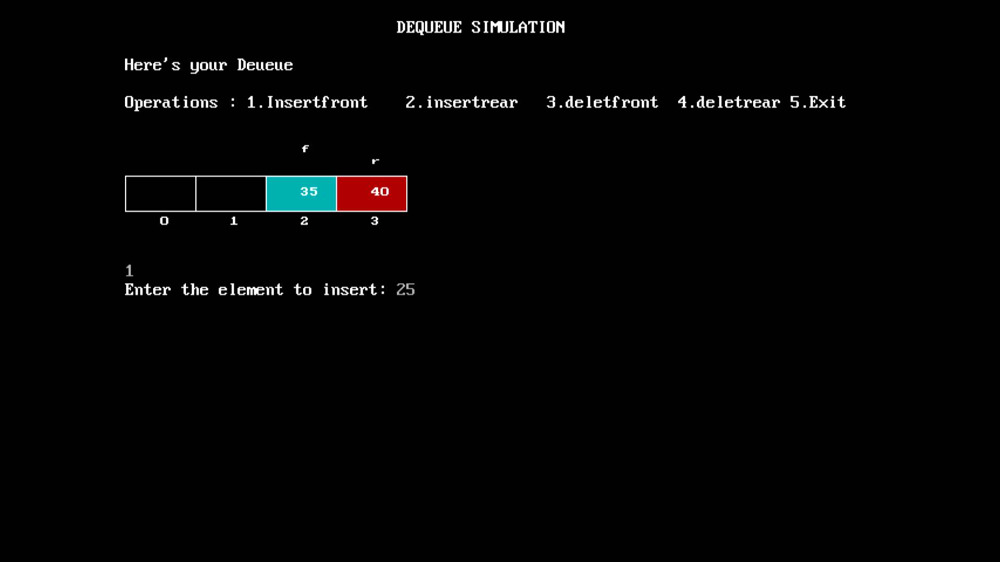 DEQUEUE SIMULATION
Here's your Deueue
Operations : 1.Insertfront 2.insertrear 3.deletfront 4.deletrear 5.Exit
f
r
35 40
0 1 2 3
1
Enter the element to insert: 25